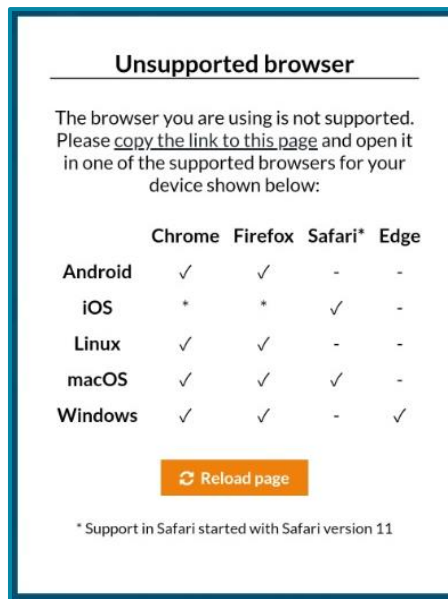 Unsupported browser
The browser you are using is not supported.
Please copy the link to this page and open it
in one of the supported browsers for your
device shown below:
Chrome Firefox Safari* Edge
Android ✓ ✓ - -
iOS * * ✓ -
Linux ✓ ✓ - -
macOS ✓ ✓ ✓ -
Windows ✓ ✓ - ✓
Reload page
* Support in Safari started with Safari version 11